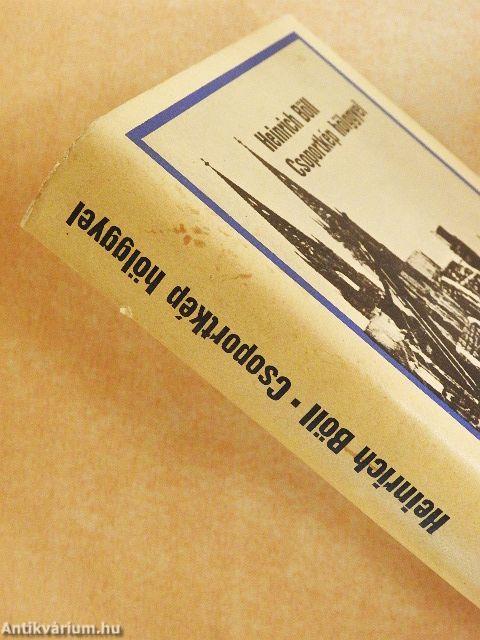 Heinrich Böll
Csoportkép hölggyel
Heinrich Böll • Csoportkép hölggyel
Antikvárium.hu